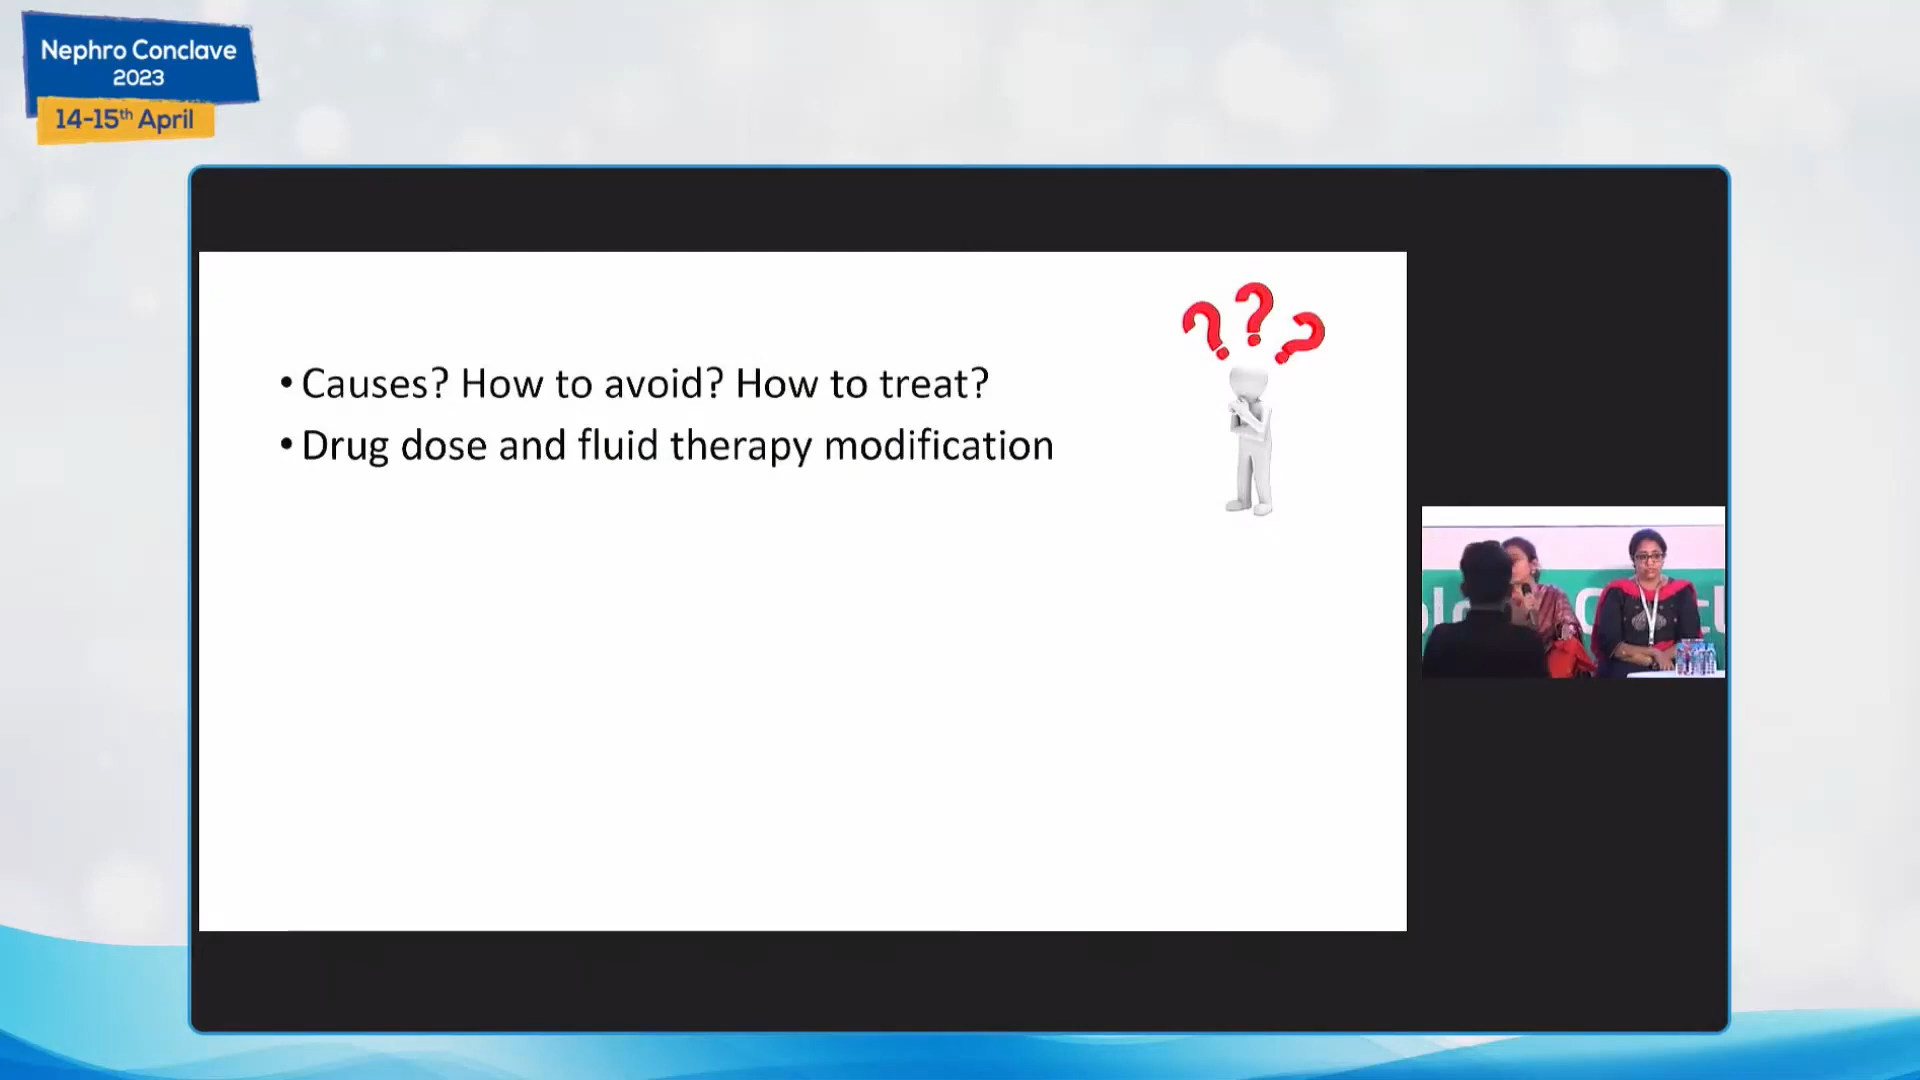 Nephro Conclave
2023
14-15th April
• Causes? How to avoid? How to treat?
• Drug dose and fluid therapy modification